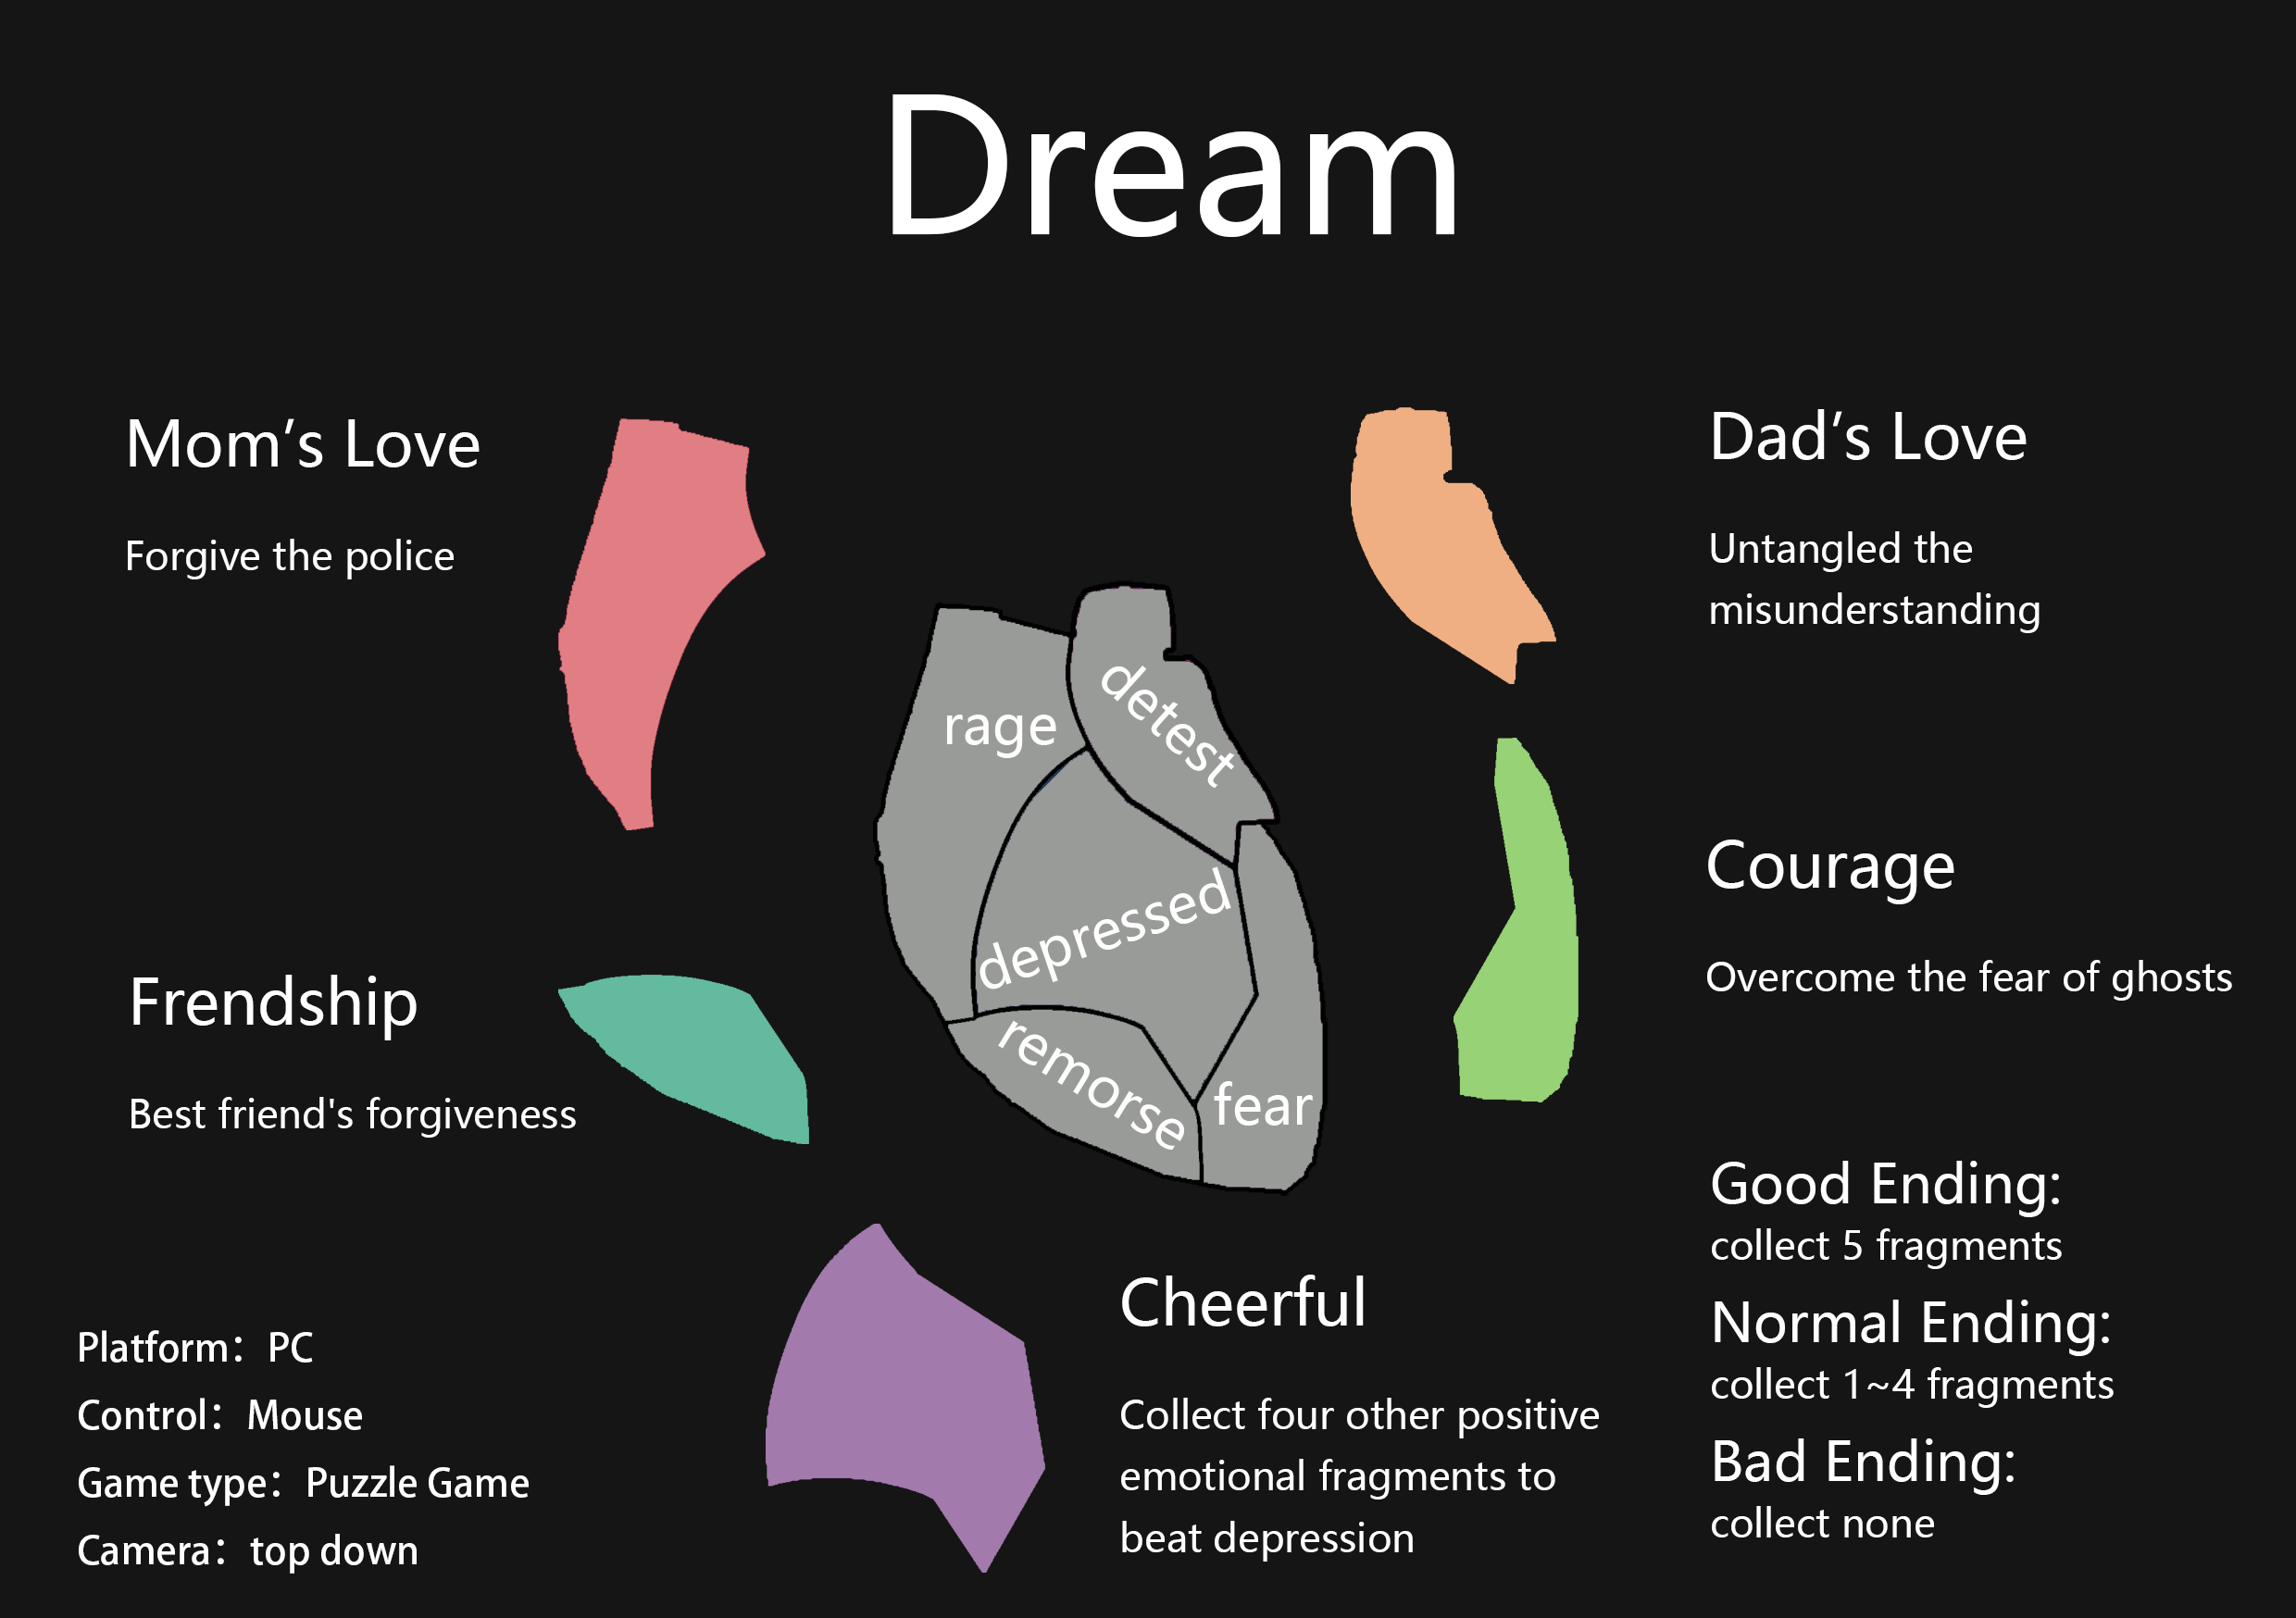 Dream
Mom’s Love
Forgive the police
Dad’s Love
Untangled the
misunderstanding
rage
detest
depressed
remorse
fear
Courage
Overcome the fear of ghosts
Frendship
Best friend's forgiveness
Cheerful
Collect four other positive
emotional fragments to
beat depression
Good Ending:
collect 5 fragments
Normal Ending:
collect 1~4 fragments
Bad Ending:
collect none
Platform：PC
Control：Mouse
Game type：Puzzle Game
Camera：top down